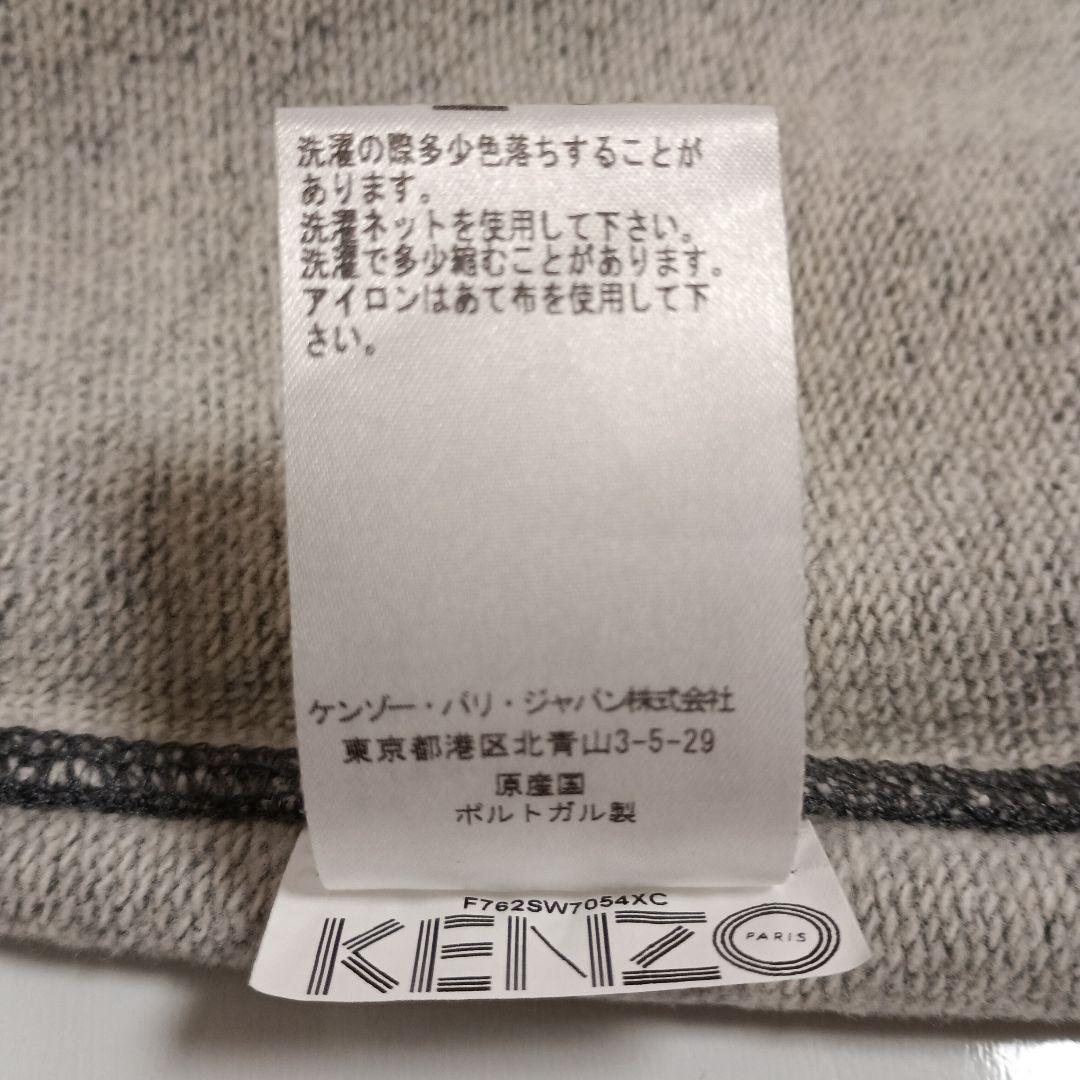 洗濯の際多少色落ちすることが
あります。
洗濯ネットを使用して下さい。
洗濯で多少縮むことがあります。
アイロンはあて布を使用して下
さい。
ケンゾー・パリ・ジャパン株式会社
東京都港区北青山3-5-29
原産国
ポルトガル製
F762SW7054XC
KENZO
PARIS